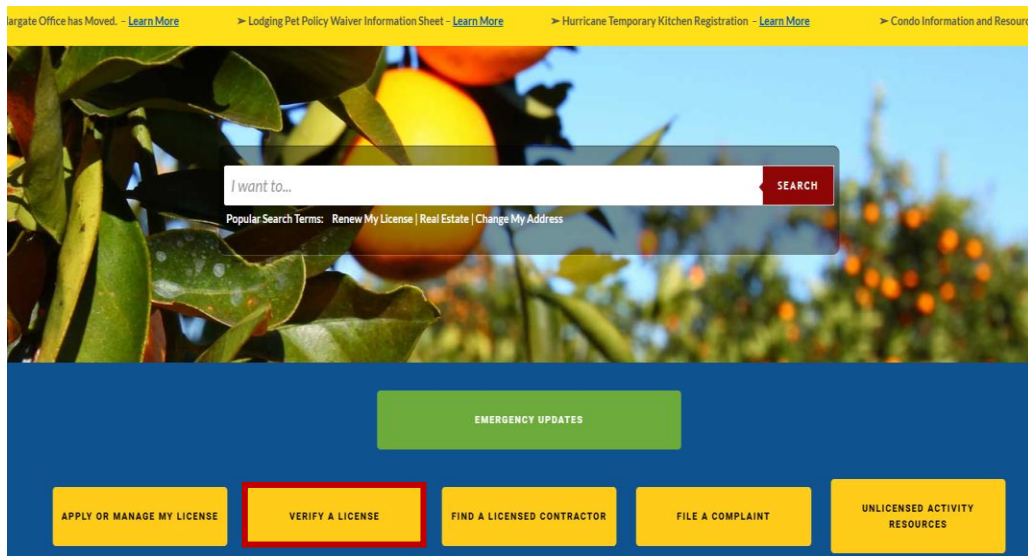 argate Office has Moved. – Learn More ➢ Lodging Pet Policy Waiver Information Sheet – Learn More ➢ Hurricane Temporary Kitchen Registration – Learn More ➢ Condo Information and Resour
I want to...
SEARCH
Popular Search Terms: Renew My License | Real Estate | Change My Address
EMERGENCY UPDATES
APPLY OR MANAGE MY LICENSE
VERIFY A LICENSE
FIND A LICENSED CONTRACTOR
FILE A COMPLAINT
UNLICENSED ACTIVITY
RESOURCES